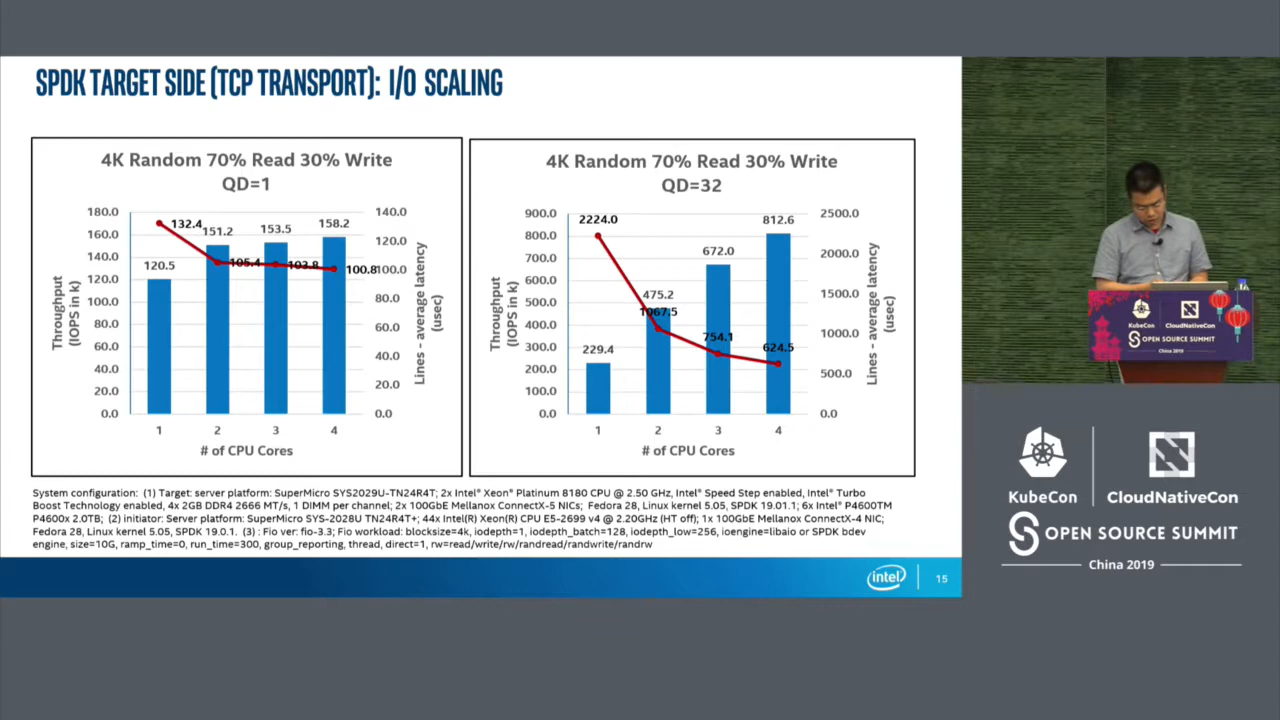 SPDK TARGET SIDE (TCP TRANSPORT): I/O SCALING
4K Random 70% Read 30% Write
QD=1
180.0
160.0
140.0
120.0
100.0
80.0
60.0
40.0
20.0
0.0
Throughput
(IOPS in k)
120.5
151.2
153.5
158.2
132.4
105.4
103.8
100.8
140.0
120.0
100.0
80.0
60.0
40.0
20.0
0.0
Lines - average latency
(usec)
1 2 3 4
# of CPU Cores
4K Random 70% Read 30% Write
QD=32
900.0
800.0
700.0
600.0
500.0
400.0
300.0
200.0
100.0
0.0
Throughput
(IOPS in k)
229.4
475.2
672.0
812.6
2224.0
1067.5
754.1
624.5
2500.0
2000.0
1500.0
1000.0
500.0
0.0
Lines - average latency
(usec)
1 2 3 4
# of CPU Cores
System configuration: (1) Target: server platform: SuperMicro SYS2029U-TN24R4T; 2x Intel® Xeon® Platinum 8180 CPU @ 2.50 GHz, Intel® Speed Step enabled, Intel® Turbo
Boost Technology enabled, 4x 2GB DDR4 2666 MT/s, 1 DIMM per channel; 2x 100GbE Mellanox ConnectX-5 NICs; Fedora 28, Linux kernel 5.05, SPDK 19.01.1; 6x Intel® P4600TM
P4600x 2.0TB; (2) initiator: Server platform: SuperMicro SYS-2028U TN24R4T+; 44x Intel(R) Xeon(R) CPU E5-2699 v4 @ 2.20GHz (HT off); 1x 100GbE Mellanox ConnectX-4 NIC;
Fedora 28, Linux kernel 5.05, SPDK 19.0.1. (3) : Fio ver: fio-3.3; Fio workload: blocksize=4k, iodepth=1, iodepth_batch=128, iodepth_low=256, ioengine=libaio or SPDK bdev
engine, size=10G, ramp_time=0, run_time=300, group_reporting, thread, direct=1, rw=read/write/rw/randread/randwrite/randrw
intel
15
KubeCon CloudNativeCon
OPEN SOURCE SUMMIT
China 2019
KubeCon CloudNativeCon
OPEN SOURCE SUMMIT
China 2019